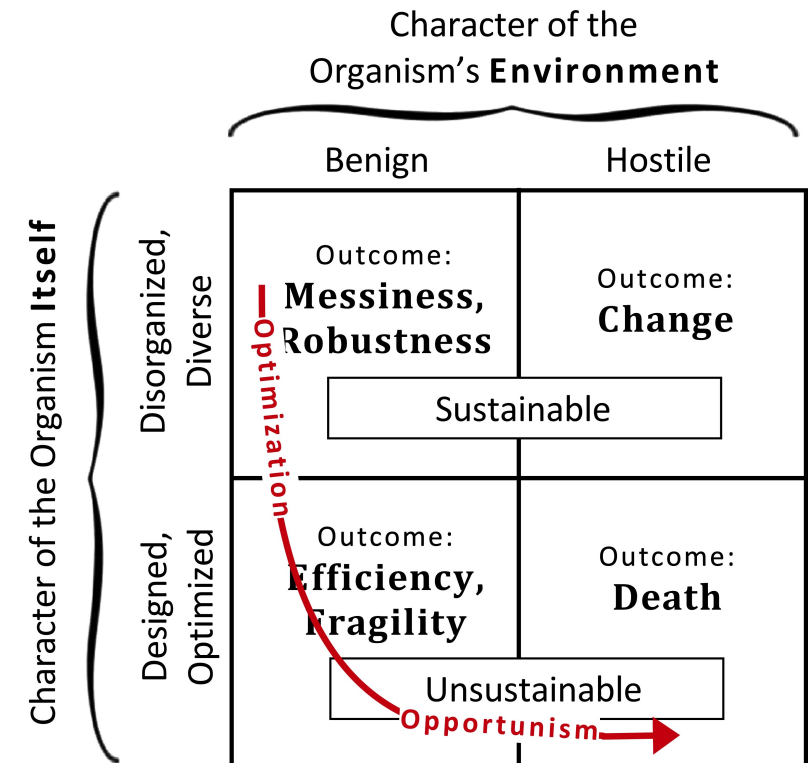 Character of the
Organism's Environment
Benign
Hostile
Character of the Organism Itself
Disorganized,
Diverse
Outcome:
Messiness,
Robustness
Outcome:
Change
Sustainable
Optimization
Designed,
Optimized
Outcome:
Efficiency,
Fragility
Outcome:
Death
Unsustainable
Opportunism